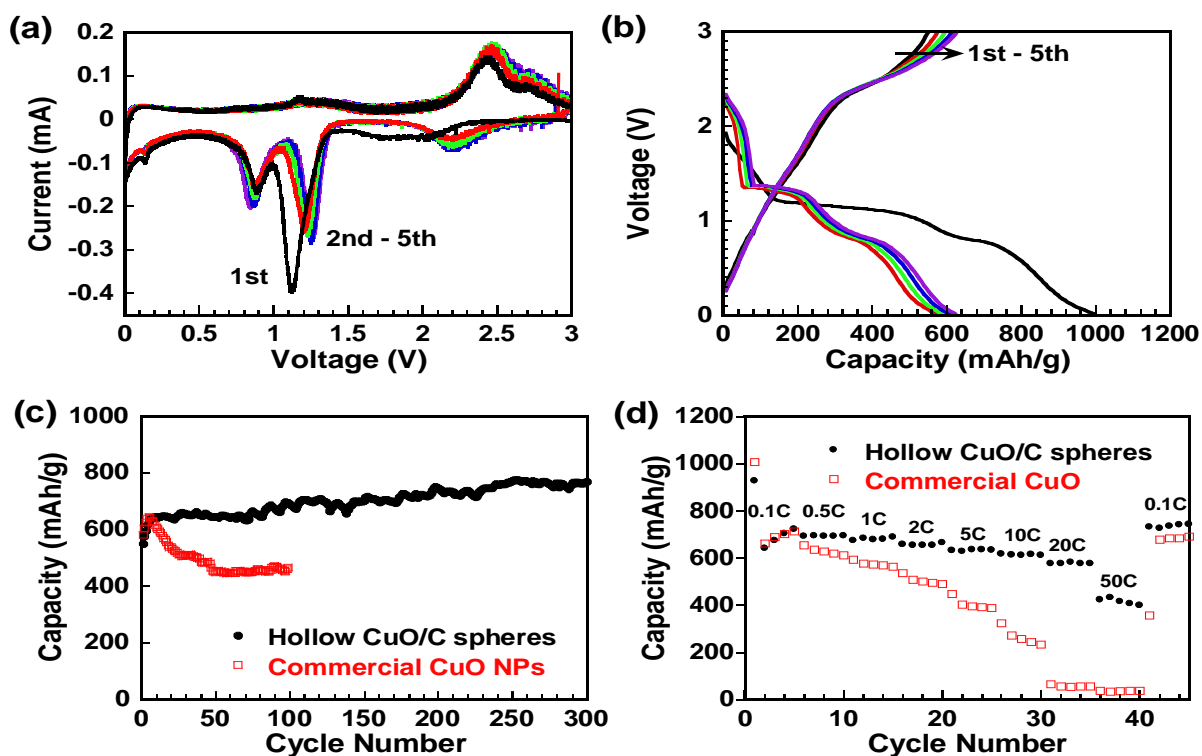 (a)
0.2
0.1
0
-0.1
-0.2
-0.3
-0.4
Current (mA)
1st
2nd - 5th
0 0.5 1 1.5 2 2.5 3
Voltage (V)
(b)
3
2
1
0
Voltage (V)
1st - 5th
0 200 400 600 800 1000 1200
Capacity (mAh/g)
(c)
1000
800
600
400
200
0
Capacity (mAh/g)
Hollow CuO/C spheres
Commercial CuO NPs
0 50 100 150 200 250 300
Cycle Number
(d)
1200
1000
800
600
400
200
0
Capacity (mAh/g)
Hollow CuO/C spheres
Commercial CuO
0.1C 0.5C 1C 2C 5C 10C 20C 50C 0.1C
0 10 20 30 40
Cycle Number